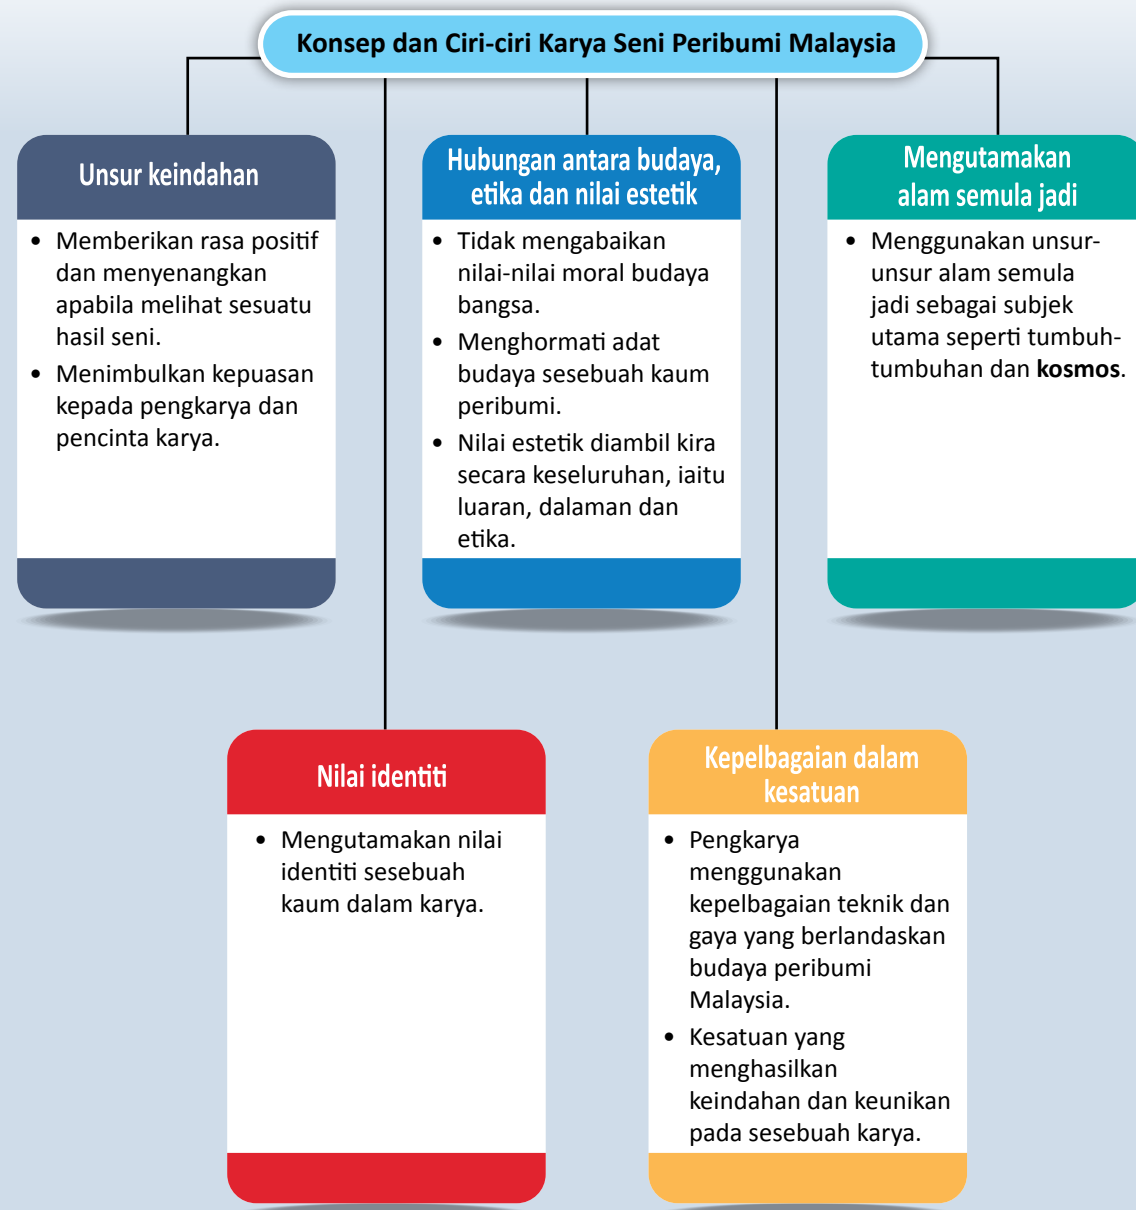 Konsep dan Ciri-ciri Karya Seni Peribumi Malaysia
Unsur keindahan
• Memberikan rasa positif
dan menyenangkan
apabila melihat sesuatu
hasil seni.
• Menimbulkan kepuasan
kepada pengkarya dan
pencinta karya.
Hubungan antara budaya,
etika dan nilai estetik
• Tidak mengabaikan
nilai-nilai moral budaya
bangsa.
• Menghormati adat
budaya sesebuah kaum
peribumi.
• Nilai estetik diambil kira
secara keseluruhan, iaitu
luaran, dalaman dan
etika.
Mengutamakan
alam semula jadi
• Menggunakan unsur-
unsur alam semula
jadi sebagai subjek
utama seperti tumbuh-
tumbuhan dan kosmos.
Nilai identiti
• Mengutamakan nilai
identiti sesebuah
kaum dalam karya.
Kepelbagaian dalam
kesatuan
• Pengkarya
menggunakan
kepelbagaian teknik dan
gaya yang berlandaskan
budaya peribumi
Malaysia.
• Kesatuan yang
menghasilkan
keindahan dan keunikan
pada sesebuah karya.